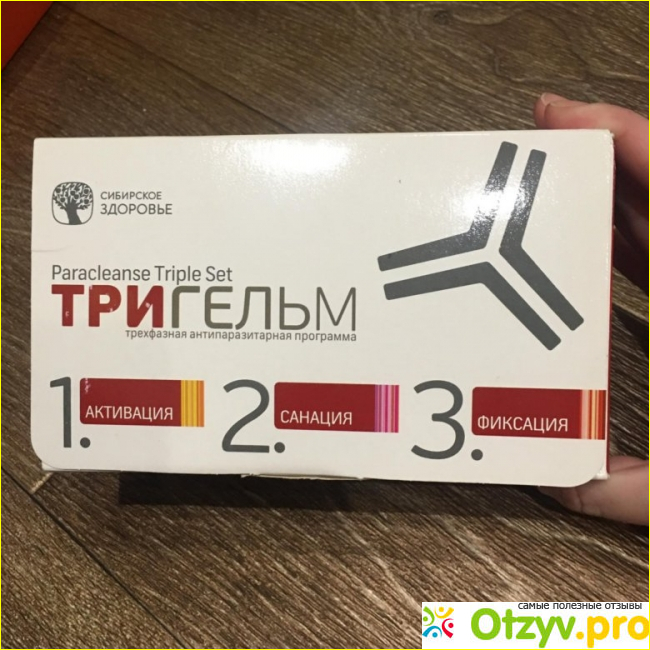 СИБИРСКОЕ
ЗДОРОВЬЕ
Paracleanse Triple Set
ТРИГЕЛЬМ
трехфазная антипаразитарная программа
1. АКТИВАЦИЯ
2. САНАЦИЯ
3. ФИКСАЦИЯ
самые полезные отзывы
Otzyv.pro